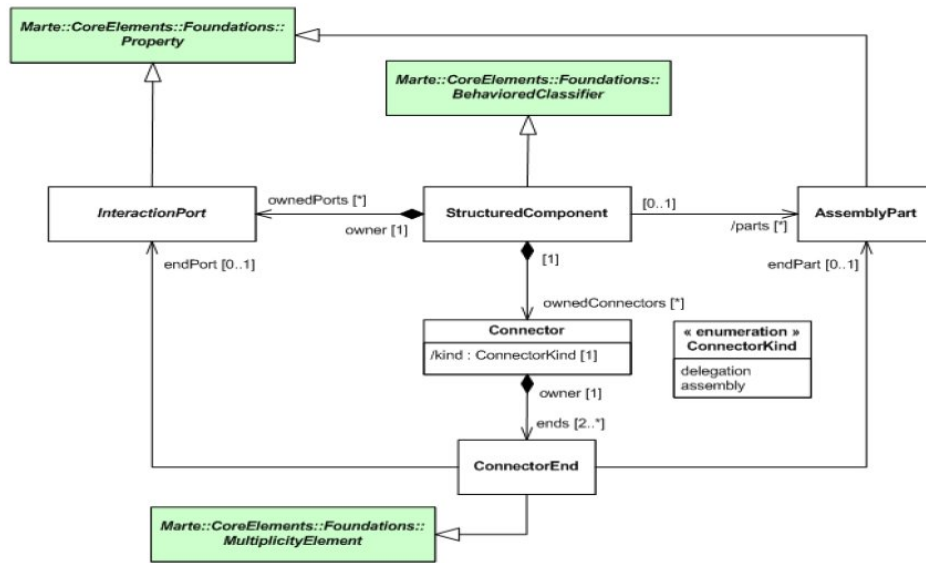 Marte::CoreElements::Foundations::
Property
Marte::CoreElements::Foundations::
BehavioredClassifier
ownedPorts [*]
InteractionPort
owner [1]
StructuredComponent
[0..1]
/parts [*]
AssemblyPart
endPort [0..1]
[1]
endPart [0..1]
ownedConnectors [*]
Connector
/kind : ConnectorKind [1]
« enumeration »
ConnectorKind
delegation
assembly
owner [1]
ends [2..*]
ConnectorEnd
Marte::CoreElements::Foundations::
MultiplicityElement